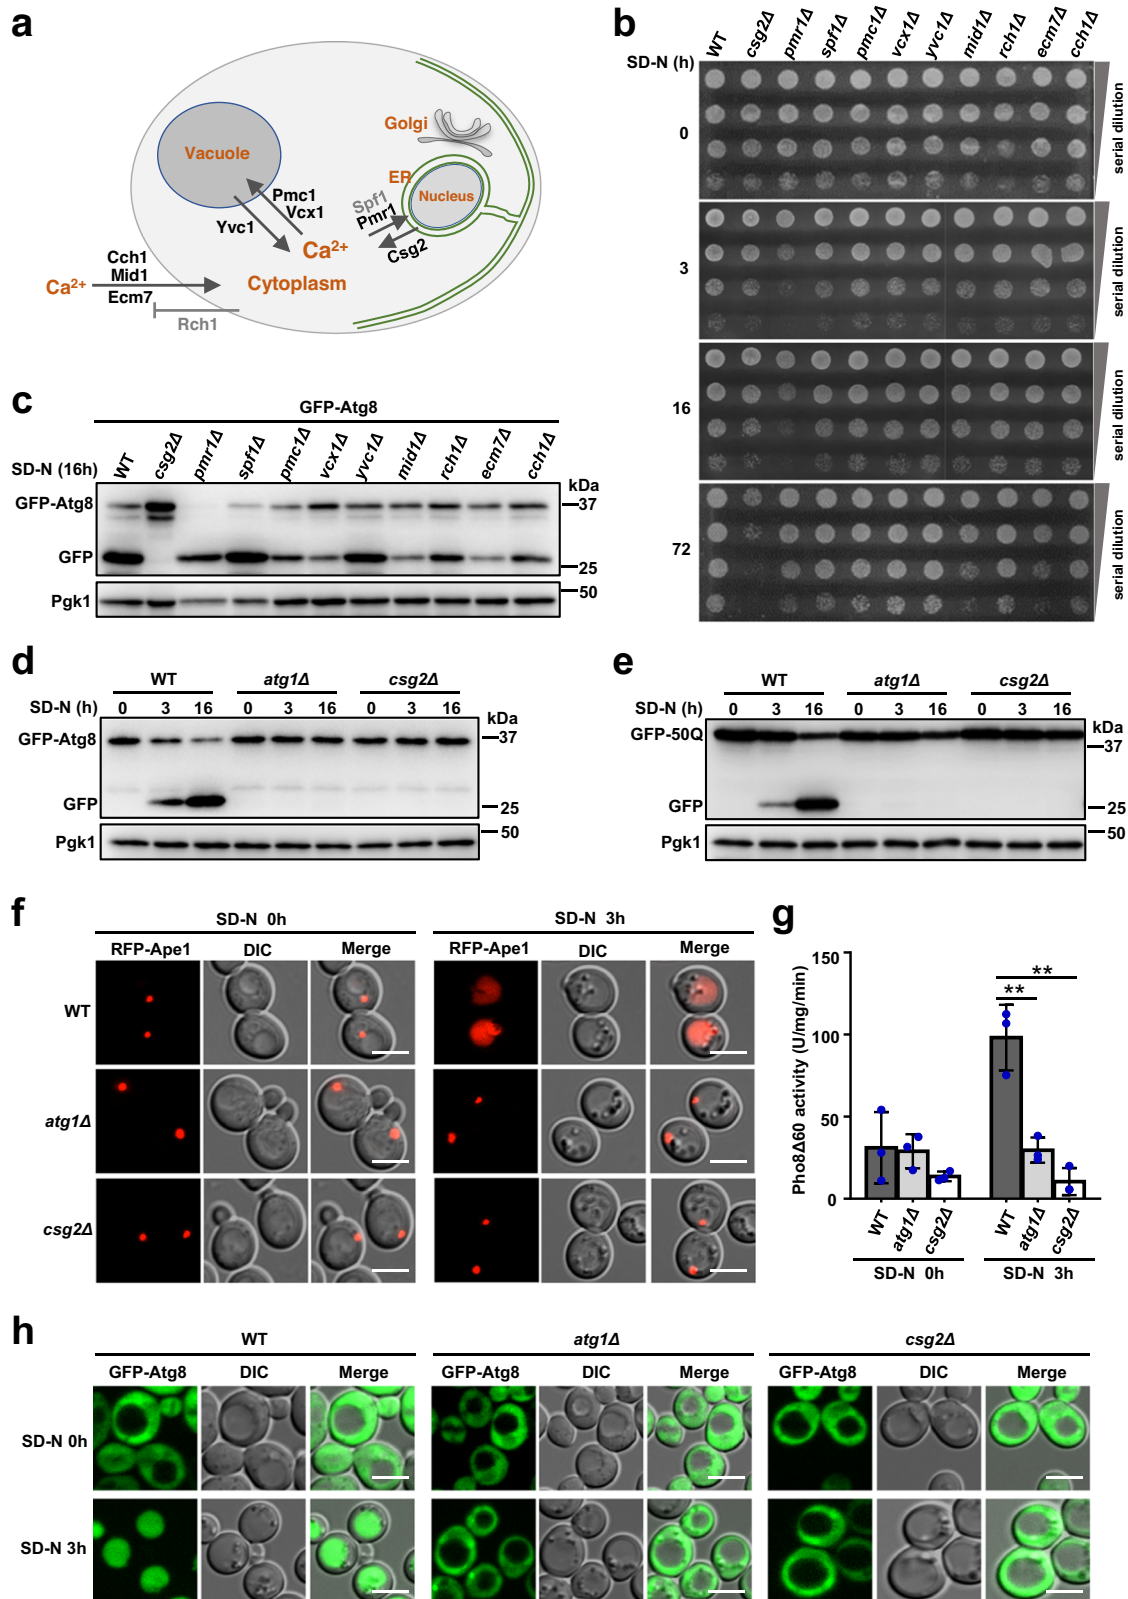 a
Vacuole
Golgi
ER
Nucleus
Pmc1
Vcx1
Yvc1
Spf1
Pmr1
Csg2
Ca2+
Cytoplasm
Cch1
Mid1
Ca2+
Ecm7
Rch1
b
WT csg2Δ pmr1Δ spf1Δ pmc1Δ vcx1Δ yvc1Δ mid1Δ rch1Δ ecm7Δ cch1Δ
SD-N (h)
0
serial dilution
3
serial dilution
16
serial dilution
72
serial dilution
c
GFP-Atg8
WT csg2Δ pmr1Δ spf1Δ pmc1Δ vcx1Δ yvc1Δ mid1Δ rch1Δ ecm7Δ cch1Δ
SD-N (16h)
kDa
GFP-Atg8
37
GFP
25
50
Pgk1
d
WT atg1Δ csg2Δ
SD-N (h) 0 3 16 0 3 16 0 3 16
kDa
GFP-Atg8
37
GFP
25
50
Pgk1
e
WT atg1Δ csg2Δ
SD-N (h) 0 3 16 0 3 16 0 3 16
kDa
GFP-50Q
37
GFP
25
50
Pgk1
f
SD-N 0h SD-N 3h
RFP-Ape1 DIC Merge RFP-Ape1 DIC Merge
WT
atg1Δ
csg2Δ
g
Pho8Δ60 activity (U/mg/min)
150
100
50
0
**
**
WT atg1Δ csg2Δ WT atg1Δ csg2Δ
SD-N 0h SD-N 3h
h
WT atg1Δ csg2Δ
GFP-Atg8 DIC Merge GFP-Atg8 DIC Merge GFP-Atg8 DIC Merge
SD-N 0h
SD-N 3h